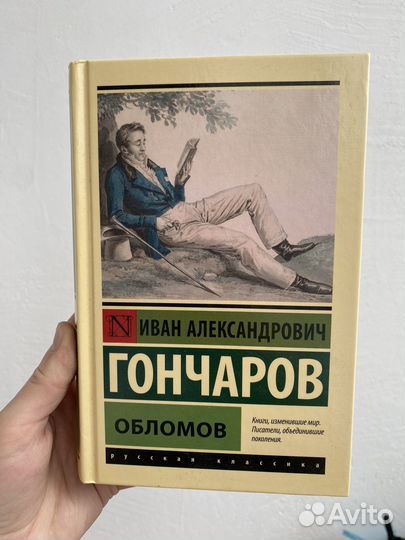 N ИВАН АЛЕКСАНДРОВИЧ
ГОНЧАРОВ
ОБЛОМОВ
Книги, изменившие мир.
Писатели, объединившие
поколения.
русская классика
Avito